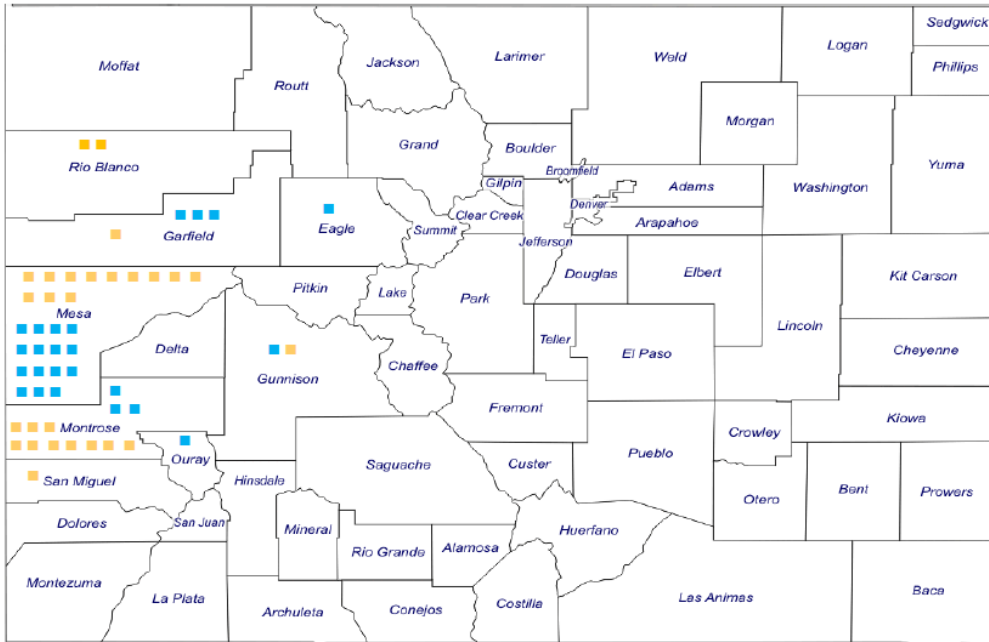 Sedgwick
Logan
Larimer
Weld
Jackson
Moffat
Phillips
Routt
Morgan
Grand
Boulder
Yuma
Rio Blanco
Broomfield
Gilpin
Adams
Washington
Denver
Clear Creek
Arapahoe
Garfield
Eagle
Summit
Jefferson
Douglas
Elbert
Kit Carson
Pitkin
Lake
Park
Mesa
Lincoln
Delta
Teller
El Paso
Cheyenne
Chaffee
Gunnison
Fremont
Kiowa
Montrose
Crowley
Pueblo
Ouray
Saguache
Custer
San Miguel
Hinsdale
Bent
Prowers
Otero
Dolores
San Juan
Mineral
Huerfano
Rio Grande
Alamosa
Montezuma
La Plata
Costilla
Las Animas
Baca
Archuleta
Conejos